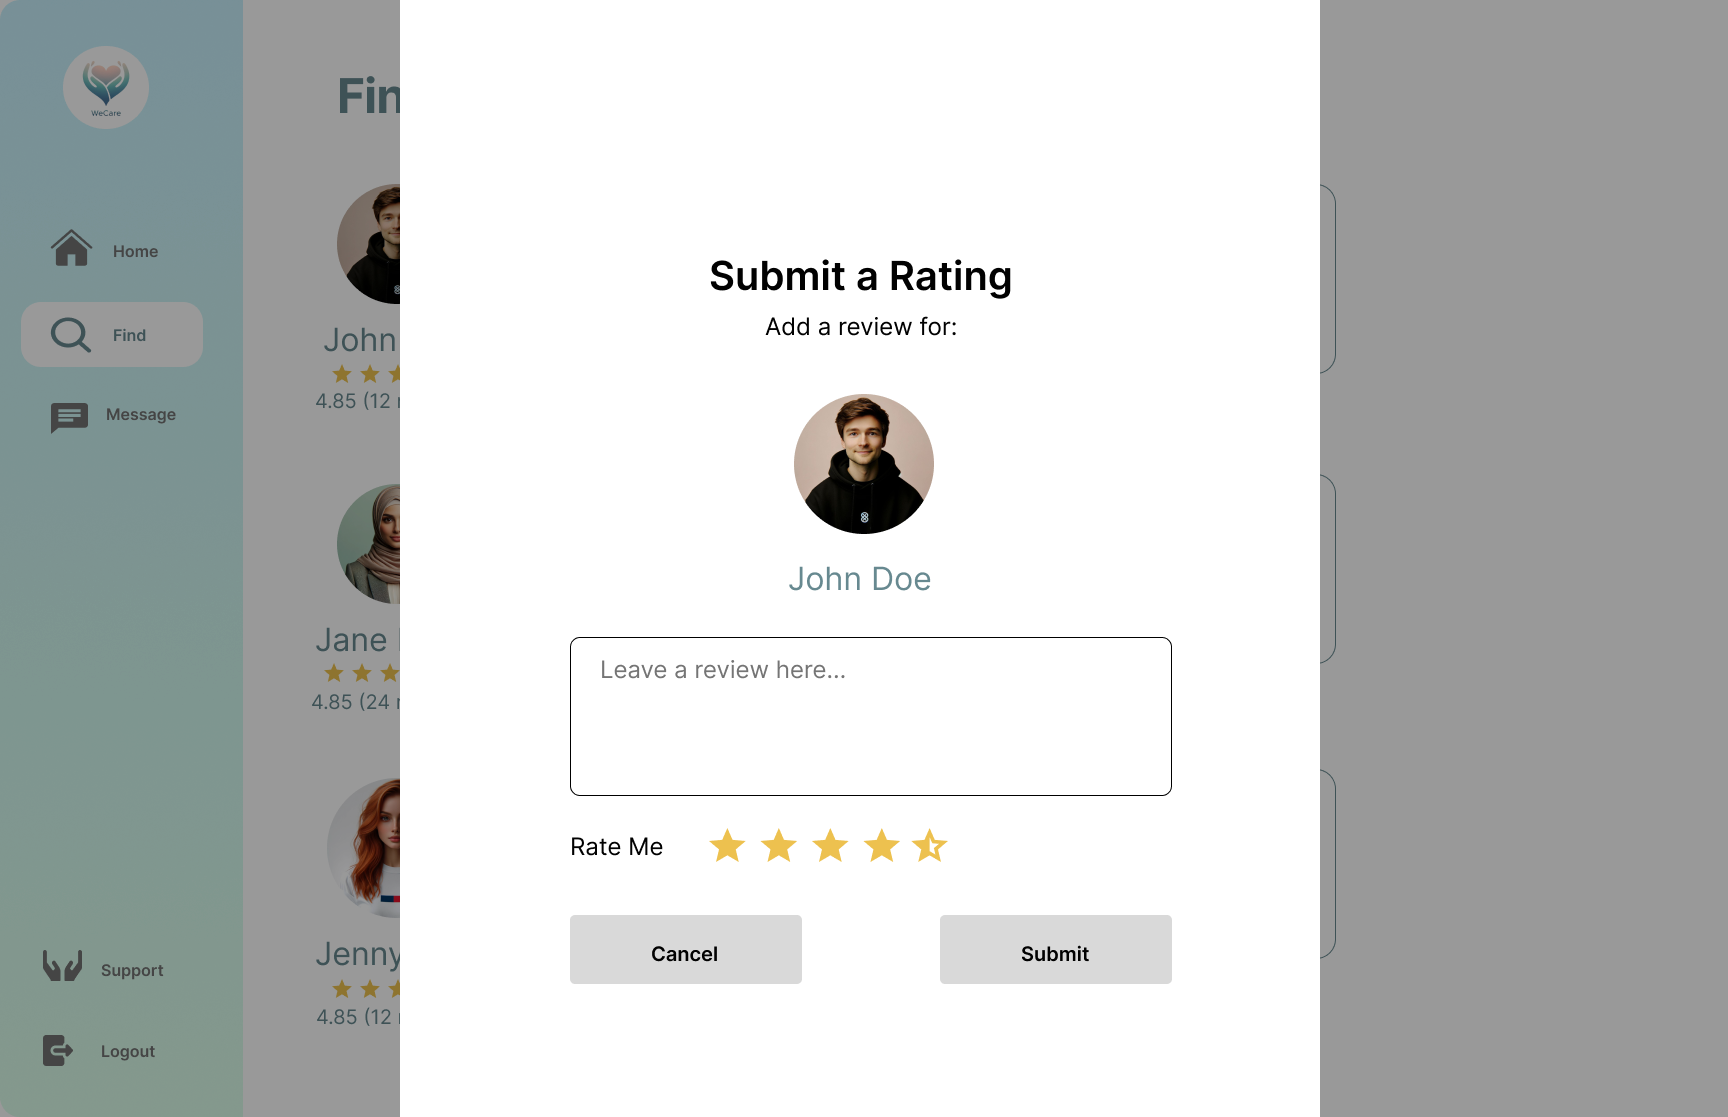 WeCare
Home
Find
Message
Support
Logout
Fin
John
4.85 (12
Jane
4.85 (24
Jenny
4.85 (12
Submit a Rating
Add a review for:
John Doe
Leave a review here...
Rate Me
Cancel
Submit